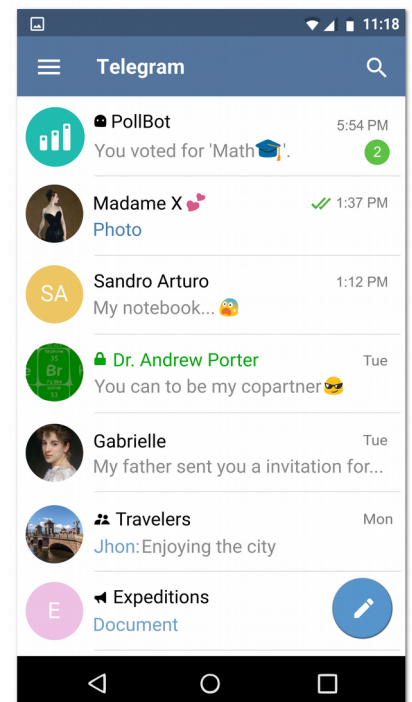 11:18
Telegram
PollBot
5:54 PM
You voted for 'Math🎓'.
2
Madame X 💕
1:37 PM
Photo
SA
Sandro Arturo
1:12 PM
My notebook... 😨
Br
35
Dr. Andrew Porter
Tue
You can to be my copartner😎
Gabrielle
Tue
My father sent you a invitation for...
Travelers
Mon
Jhon:Enjoying the city
E
Expeditions
Document